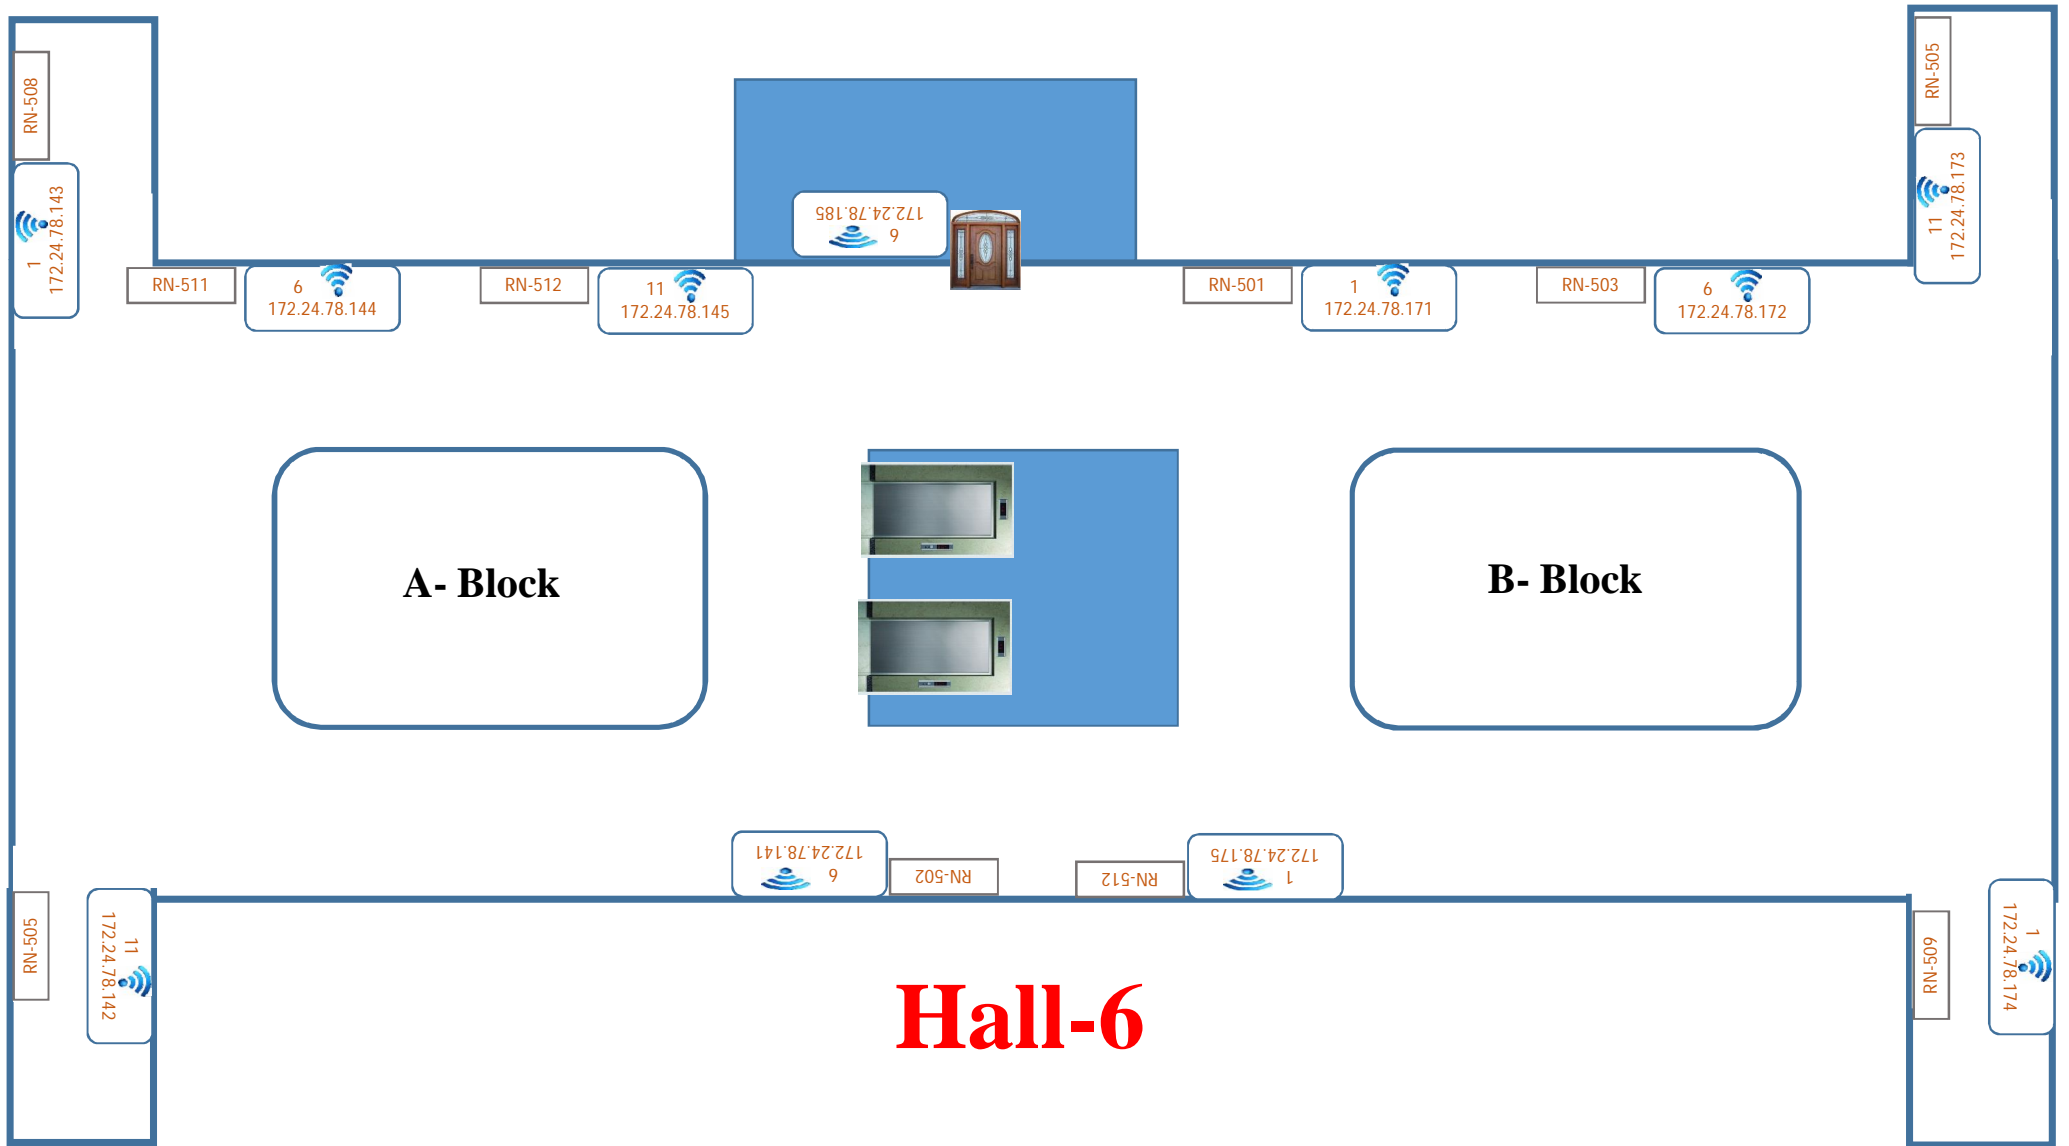 RN-508
1
172.24.78.143
RN-511
6
172.24.78.144
RN-512
11
172.24.78.145
172.24.78.185
6
RN-501
1
172.24.78.171
RN-503
6
172.24.78.172
RN-505
11
172.24.78.173
A- Block
B- Block
172.24.78.141
6
RN-502
RN-512
172.24.78.175
1
RN-505
11
172.24.78.142
RN-509
1
172.24.78.174
Hall-6